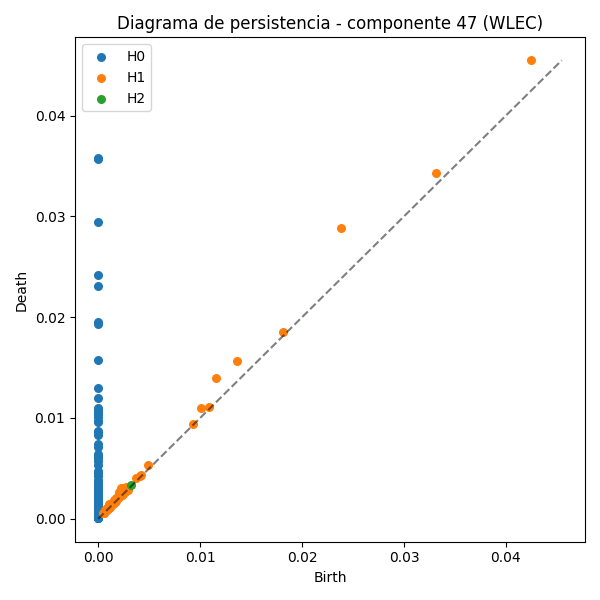 Diagrama de persistencia - componente 47 (WLEC)
H0
H1
H2
0.04
0.03
0.02
0.01
0.00
Death
0.00 0.01 0.02 0.03 0.04
Birth